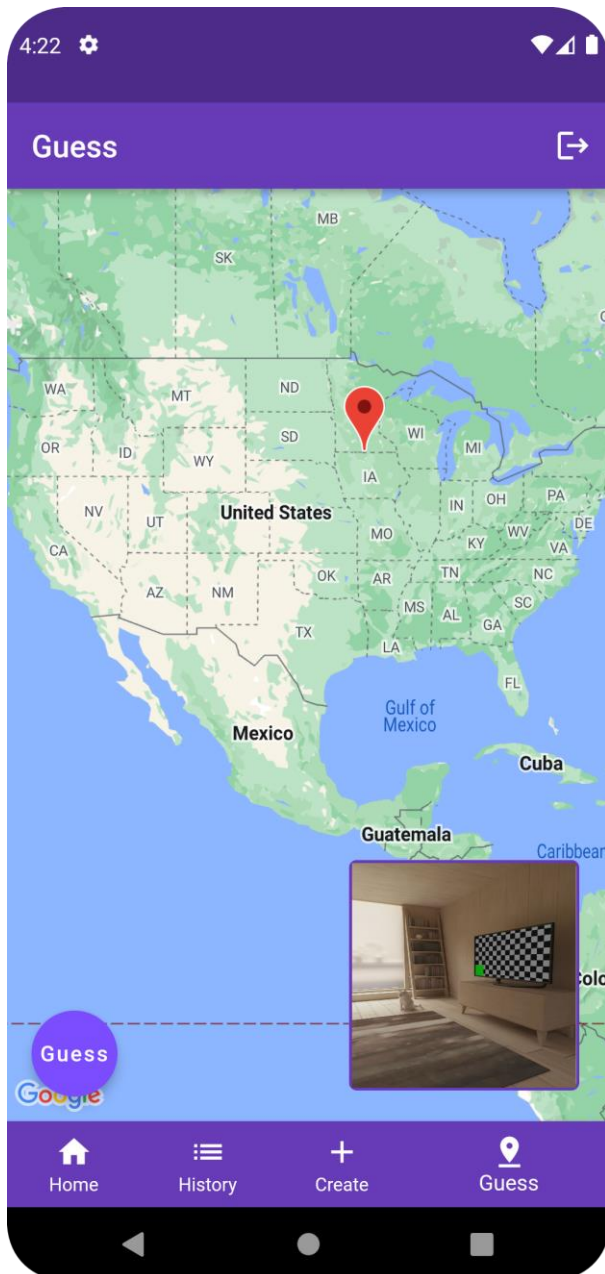 4:22
Guess
MB
SK
WA
MT
ND
OR
ID
SD
WI
MI
WY
IA
NV
UT
United States
IN
OH
PA
CA
MO
KY
WV
VA
DE
AZ
NM
OK
AR
TN
NC
MS
AL
SC
GA
TX
LA
FL
Gulf of
Mexico
Mexico
Cuba
Guatemala
Caribbean
Guess
Google
Home
History
Create
Guess